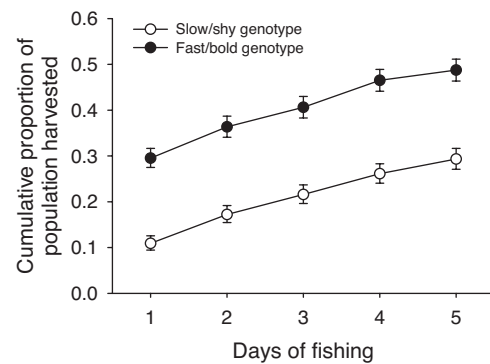 Slow/shy genotype
Fast/bold genotype
Cumulative proportion of
population harvested
0.6
0.5
0.4
0.3
0.2
0.1
0.0
1 2 3 4 5
Days of fishing